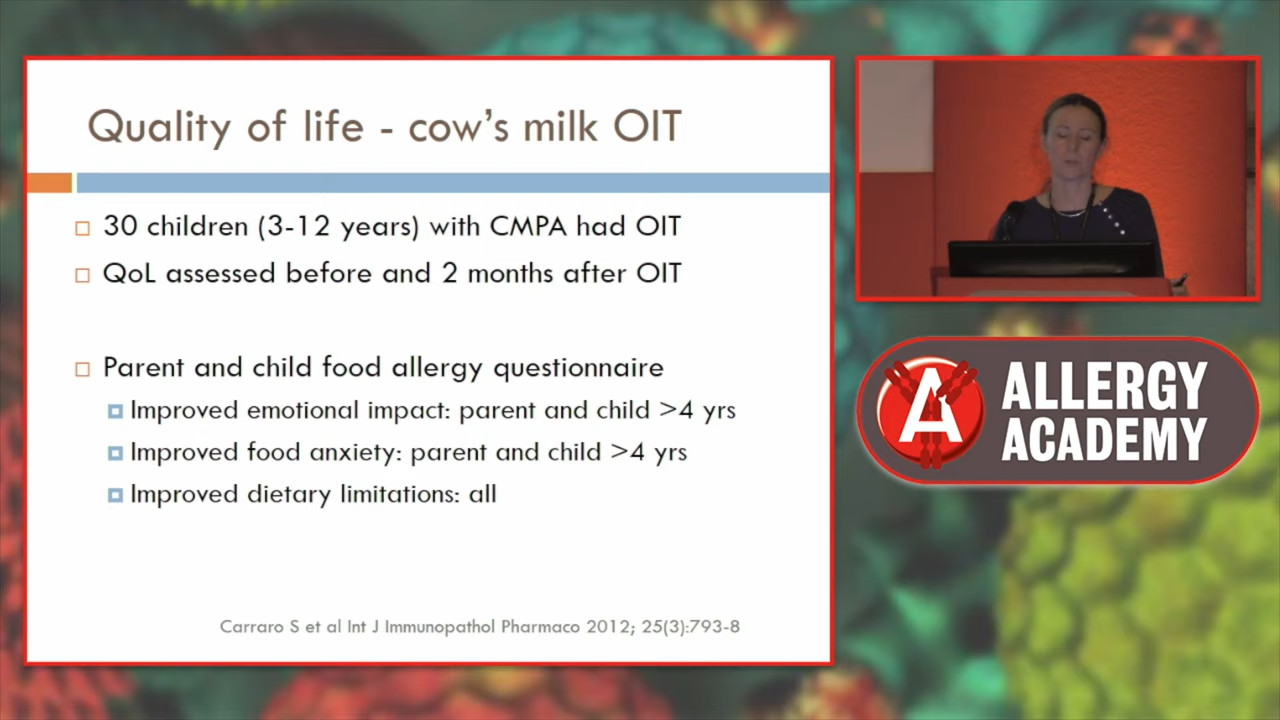 Quality of life - cow's milk OIT
30 children (3-12 years) with CMPA had OIT
QoL assessed before and 2 months after OIT
Parent and child food allergy questionnaire
Improved emotional impact: parent and child >4 yrs
Improved food anxiety: parent and child >4 yrs
Improved dietary limitations: all
Carraro S et al Int J Immunopathol Pharmaco 2012; 25(3):793-8
A
ALLERGY
ACADEMY